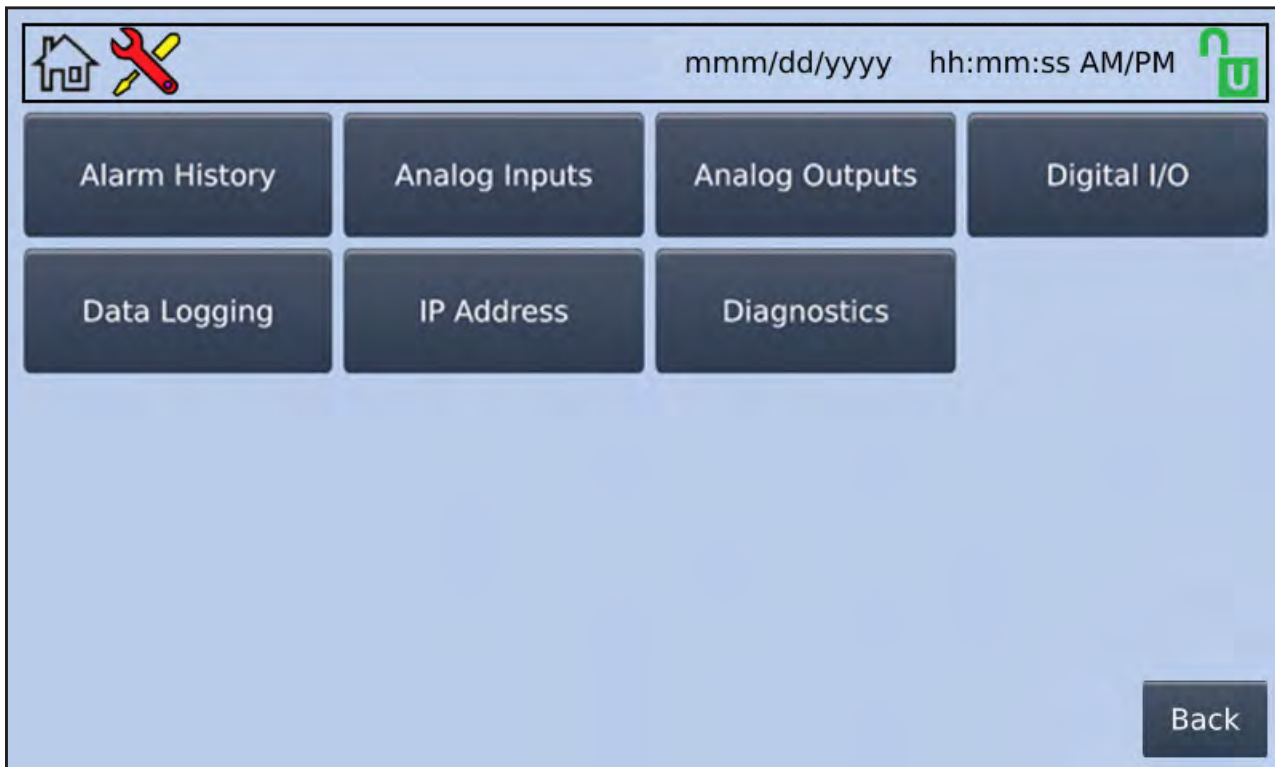 mmm/dd/yyyy hh:mm:ss AM/PM U
Alarm History Analog Inputs Analog Outputs Digital I/O
Data Logging IP Address Diagnostics
Back